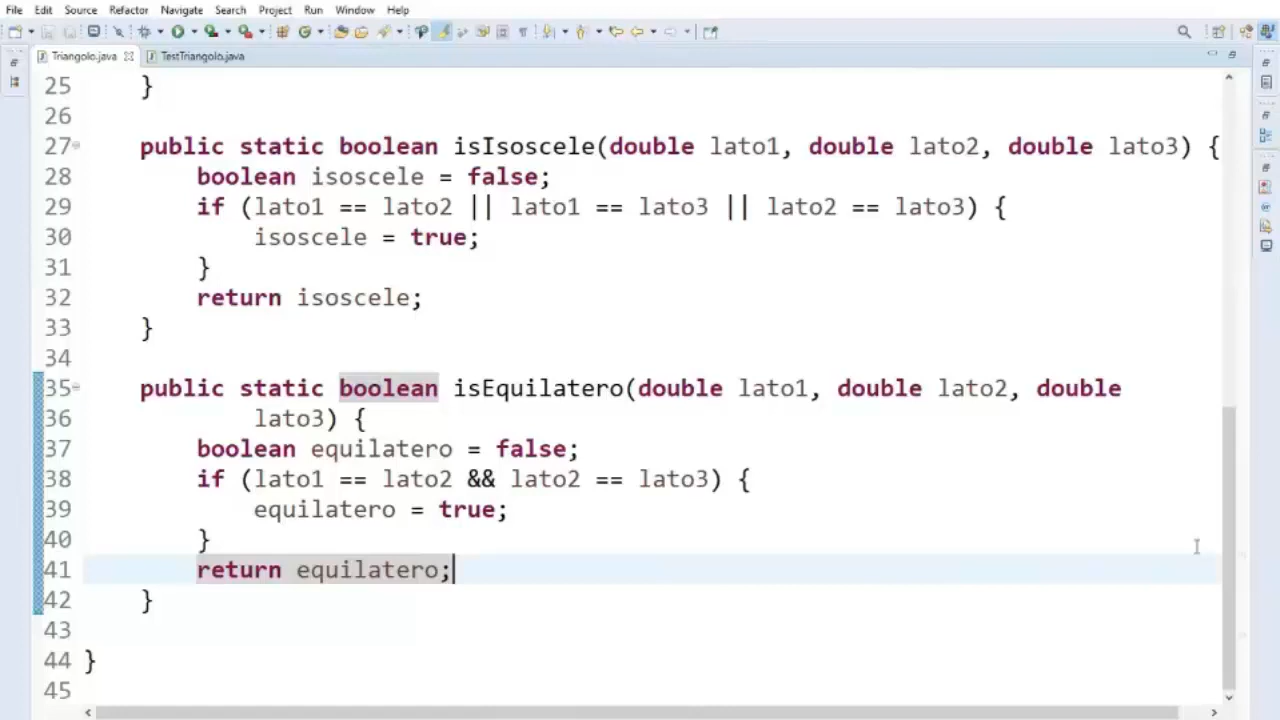 File Edit Source Refactor Navigate Search Project Run Window Help
Triangolo.java TestTriangolo.java
25 }
26
27 public static boolean isIsoscele(double lato1, double lato2, double lato3) {
28 boolean isoscele = false;
29 if (lato1 == lato2 || lato1 == lato3 || lato2 == lato3) {
30 isoscele = true;
31 }
32 return isoscele;
33 }
34
35 public static boolean isEquilatero(double lato1, double lato2, double
36 lato3) {
37 boolean equilatero = false;
38 if (lato1 == lato2 && lato2 == lato3) {
39 equilatero = true;
40 }
41 return equilatero;
42 }
43
44 }
45